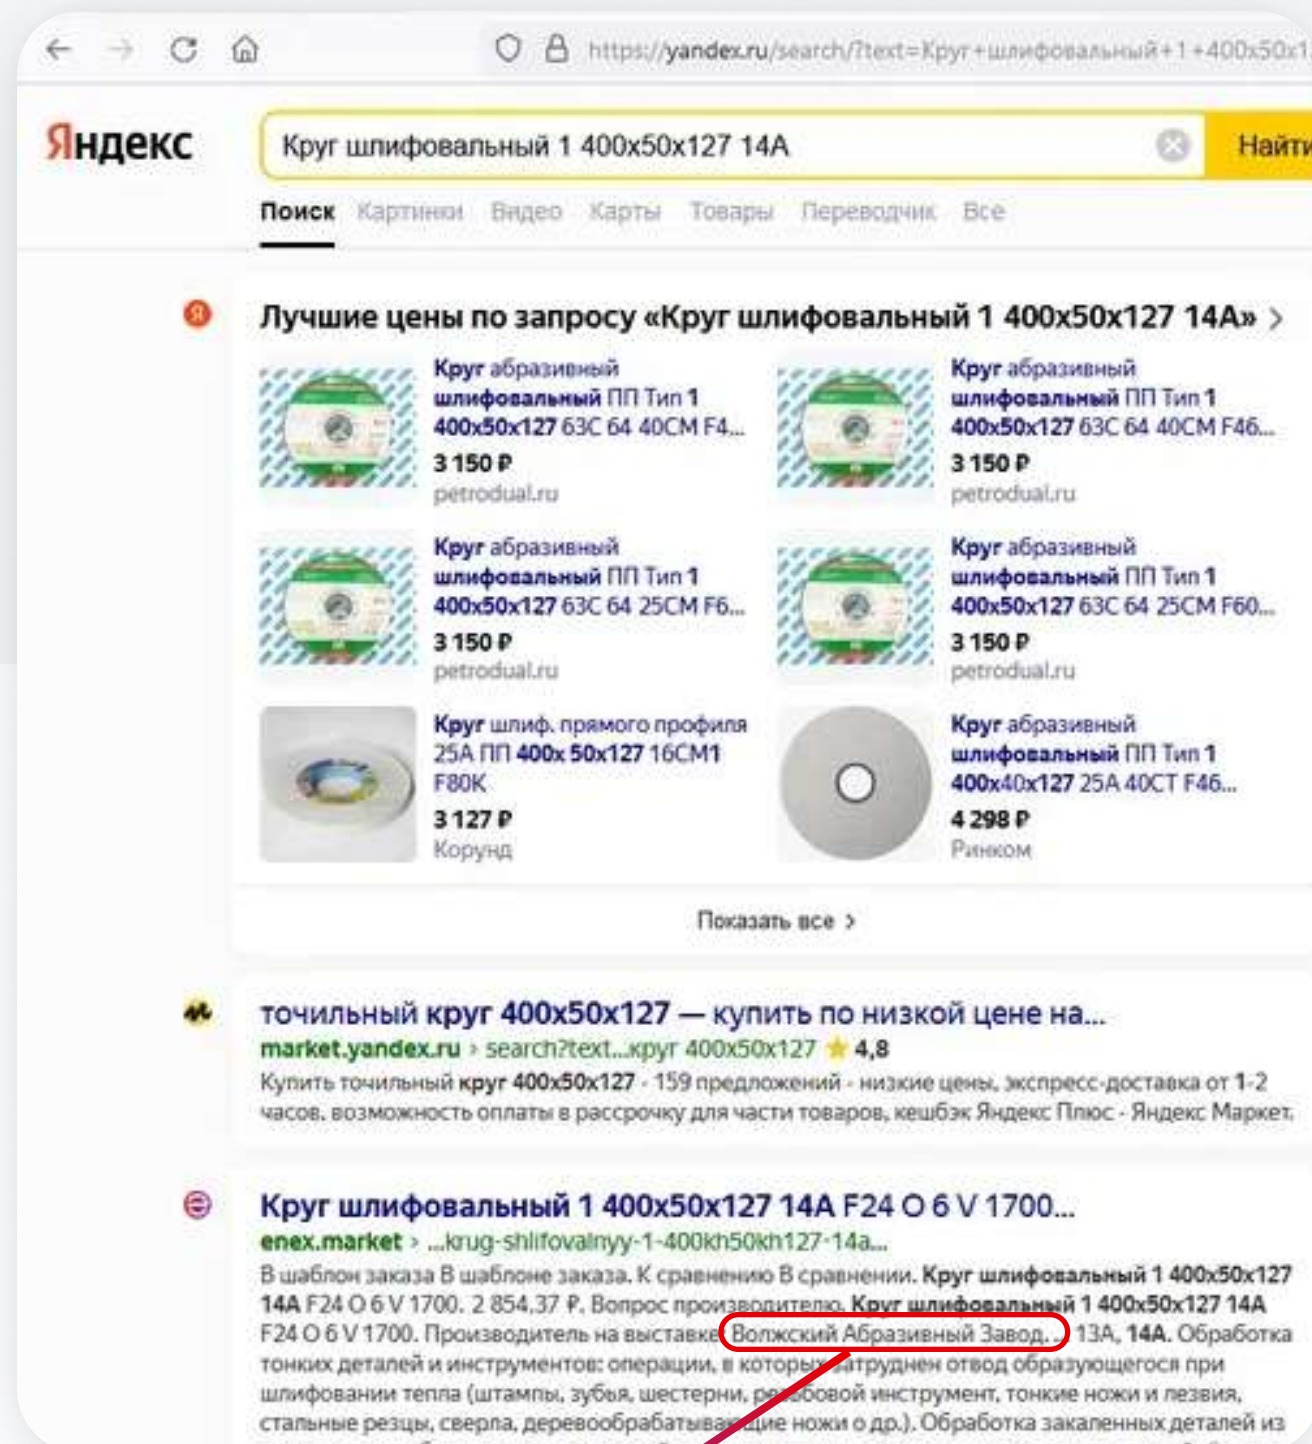 https://yandex.ru/search/?text=Круг+шлифовальный+1+400x50x1
Яндекс
Круг шлифовальный 1 400x50x127 14А
Найти
Поиск Картинки Видео Карты Товары Переводчик Все
Лучшие цены по запросу «Круг шлифовальный 1 400x50x127 14А» >
Круг абразивный
шлифовальный ПП Тип 1
400x50x127 63С 64 40СМ F4...
3 150 ₽
petrodual.ru
Круг абразивный
шлифовальный ПП Тип 1
400x50x127 63С 64 40СМ F46...
3 150 ₽
petrodual.ru
Круг абразивный
шлифовальный ПП Тип 1
400x50x127 63С 64 25СМ F6...
3 150 ₽
petrodual.ru
Круг абразивный
шлифовальный ПП Тип 1
400x50x127 63С 64 25СМ F60...
3 150 ₽
petrodual.ru
Круг шлиф. прямого профиля
25А ПП 400x 50x127 16СМ1
F80K
3 127 ₽
Корунд
Круг абразивный
шлифовальный ПП Тип 1
400x40x127 25А 40СТ F46...
4 298 ₽
Ринком
Показать все >
точильный круг 400x50x127 — купить по низкой цене на...
market.yandex.ru › search?text...круг 400x50x127 ★ 4,8
Купить точильный круг 400x50x127 - 159 предложений - низкие цены, экспресс-доставка от 1-2
часов, возможность оплаты в рассрочку для части товаров, кешбэк Яндекс Плюс - Яндекс Маркет.
Круг шлифовальный 1 400x50x127 14А F24 O 6 V 1700...
enex.market › ...krug-shlifovalnyy-1-400kh50kh127-14a...
В шаблон заказа В шаблоне заказа. К сравнению В сравнении. Круг шлифовальный 1 400x50x127
14А F24 O 6 V 1700. 2 854,37 ₽. Вопрос производителю. Круг шлифовальный 1 400x50x127 14А
F24 O 6 V 1700. Производитель на выставке: Волжский Абразивный Завод. ... 13А, 14А. Обработка
тонких деталей и инструментов: операции, в которых затруднен отвод образующегося при
шлифовании тепла (штампы, зубья, шестерни, резьбовой инструмент, тонкие ножи и лезвия,
стальные резцы, сверла, деревообрабатывающие ножи о др.). Обработка закаленных деталей из